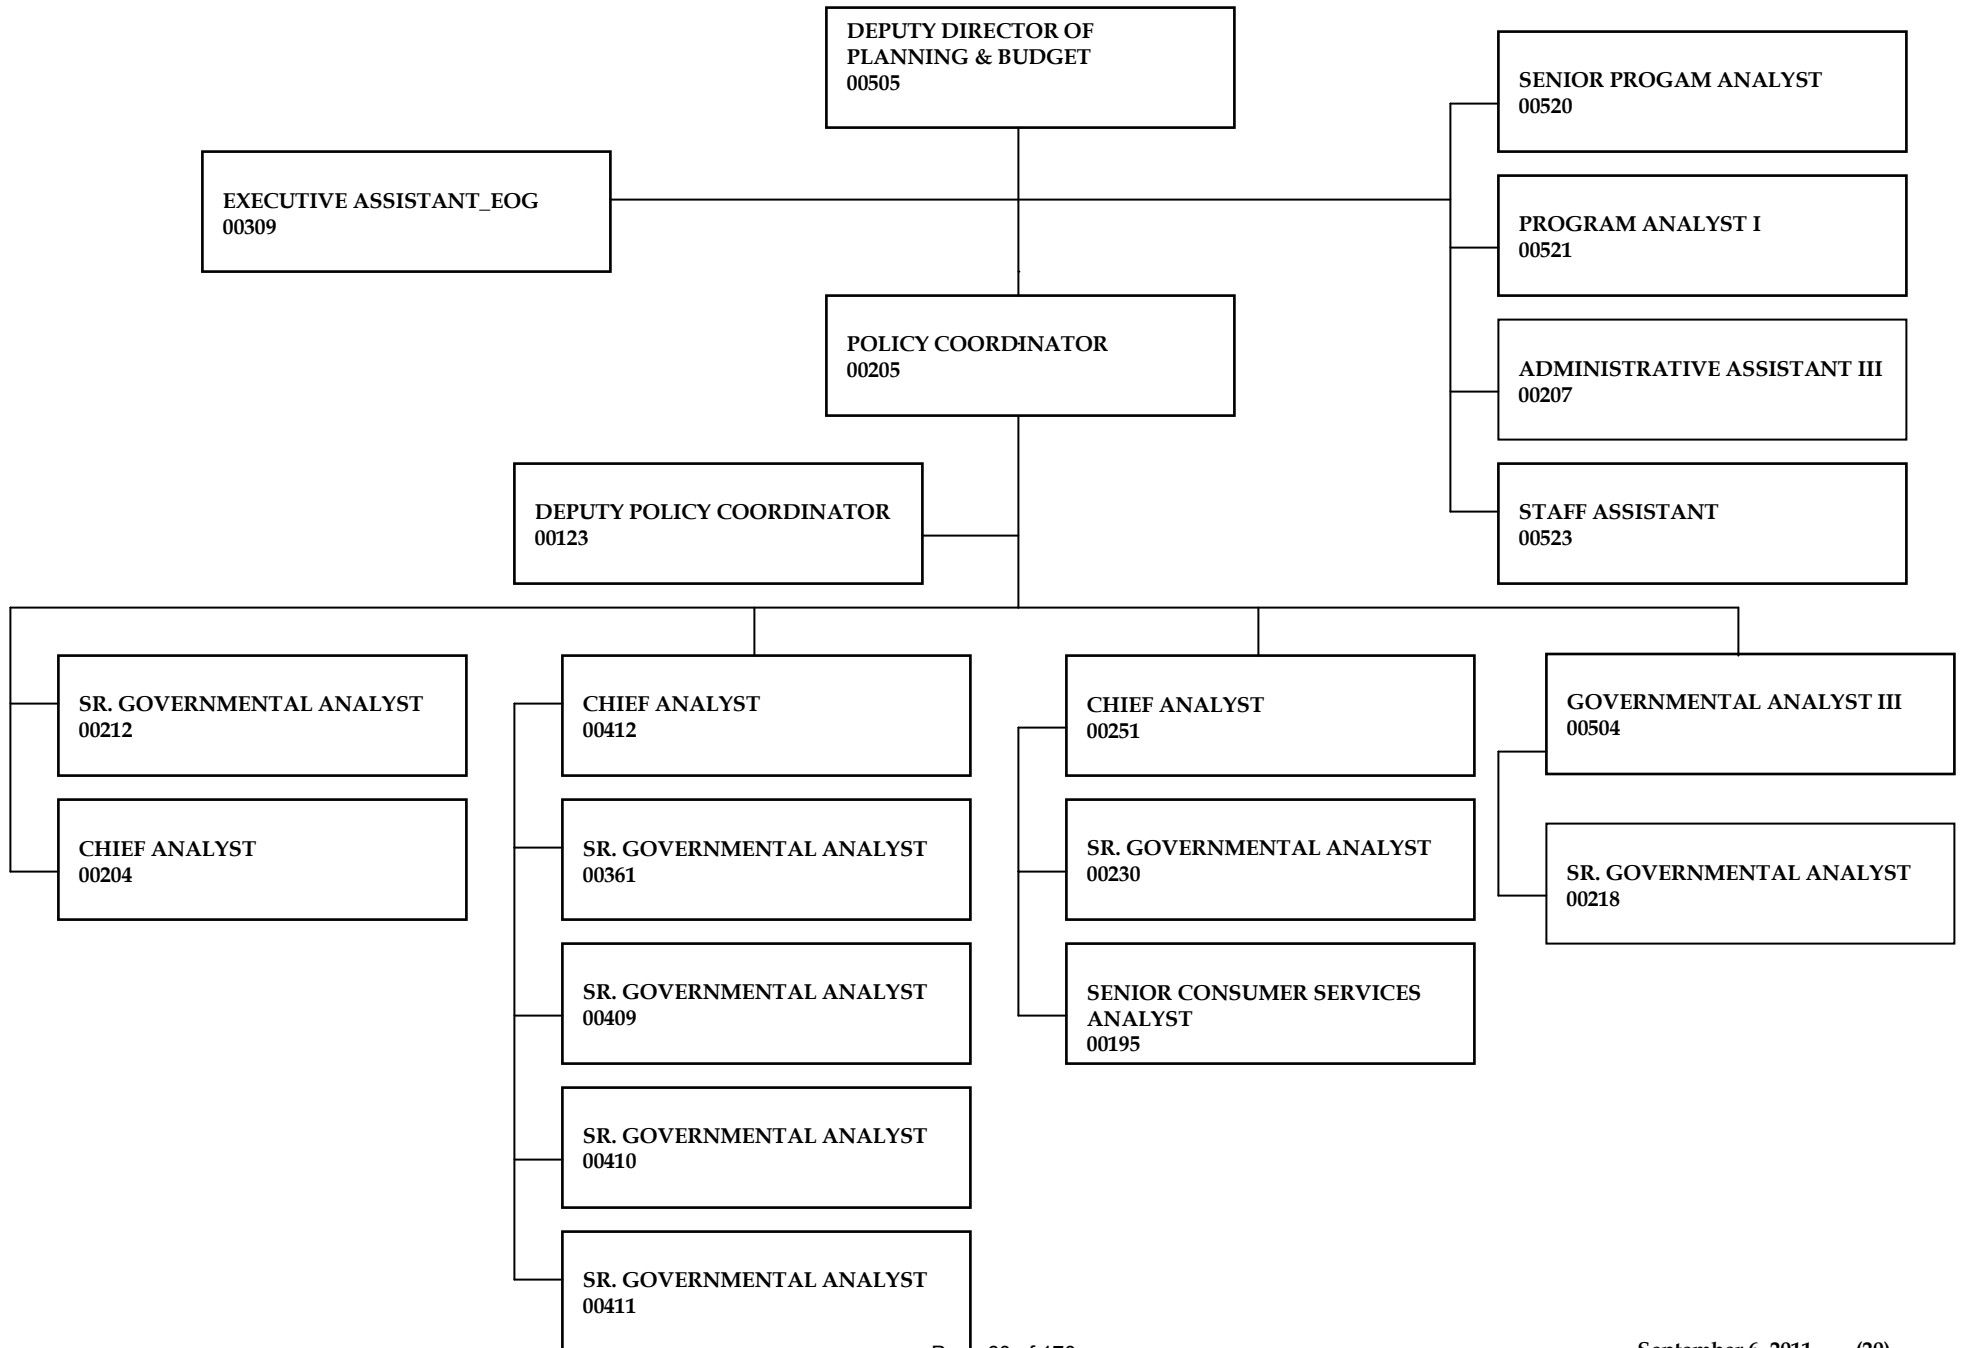 DEPUTY DIRECTOR OF
PLANNING & BUDGET
00505
SENIOR PROGAM ANALYST
00520
EXECUTIVE ASSISTANT_EOG
00309
PROGRAM ANALYST I
00521
POLICY COORDINATOR
00205
ADMINISTRATIVE ASSISTANT III
00207
DEPUTY POLICY COORDINATOR
00123
STAFF ASSISTANT
00523
SR. GOVERNMENTAL ANALYST
00212
CHIEF ANALYST
00204
CHIEF ANALYST
00412
SR. GOVERNMENTAL ANALYST
00361
SR. GOVERNMENTAL ANALYST
00409
SR. GOVERNMENTAL ANALYST
00410
SR. GOVERNMENTAL ANALYST
00411
CHIEF ANALYST
00251
SR. GOVERNMENTAL ANALYST
00230
SENIOR CONSUMER SERVICES
ANALYST
00195
GOVERNMENTAL ANALYST III
00504
SR. GOVERNMENTAL ANALYST
00218
September 6, 2011 (20)